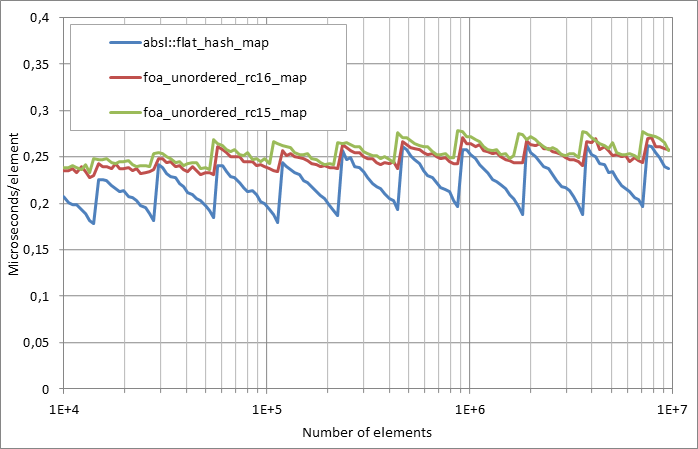 0,4
0,35
0,3
0,25
0,2
0,15
0,1
0,05
0
Microseconds/element
absl::flat_hash_map
foa_unordered_rc16_map
foa_unordered_rc15_map
1E+4 1E+5 1E+6 1E+7
Number of elements